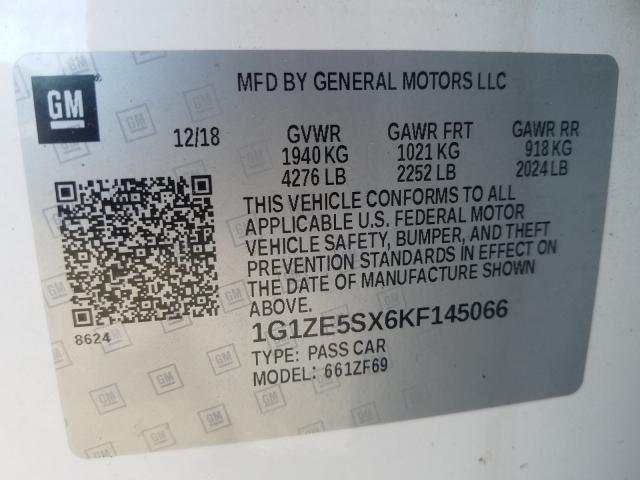 GM
MFD BY GENERAL MOTORS LLC
12/18 GVWR GAWR FRT GAWR RR
1940 KG 1021 KG 918 KG
4276 LB 2252 LB 2024 LB
THIS VEHICLE CONFORMS TO ALL
APPLICABLE U.S. FEDERAL MOTOR
VEHICLE SAFETY, BUMPER, AND THEFT
PREVENTION STANDARDS IN EFFECT ON
THE DATE OF MANUFACTURE SHOWN
ABOVE.
8624
1G1ZE5SX6KF145066
TYPE: PASS CAR
MODEL: 661ZF69